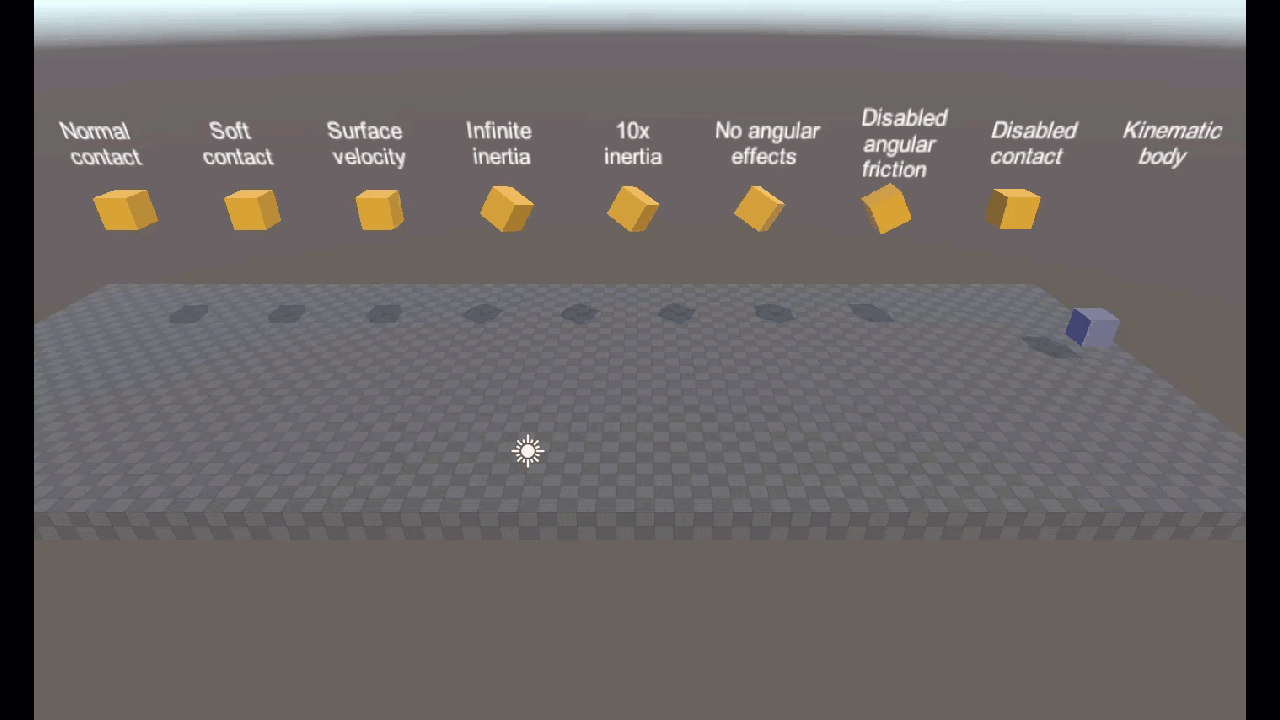 Normal
contact
Soft
contact
Surface
velocity
Infinite
inertia
10x
inertia
No angular
effects
Disabled
angular
friction
Disabled
contact
Kinematic
body